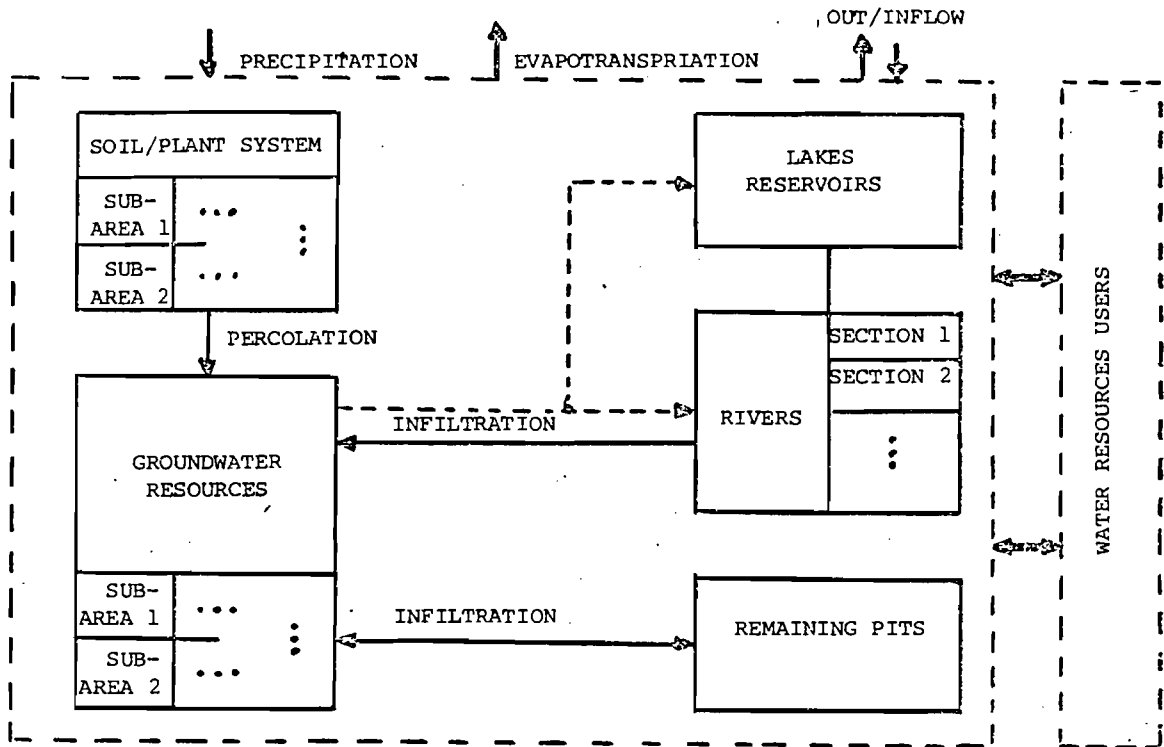 OUT/INFLOW
PRECIPITATION
EVAPOTRANSPRIATION
SOIL/PLANT SYSTEM
SUB-
AREA 1
...
SUB-
AREA 2
...
LAKES
RESERVOIRS
PERCOLATION
SECTION 1
SECTION 2
RIVERS
INFILTRATION
GROUNDWATER
RESOURCES
SUB-
AREA 1
...
SUB-
AREA 2
...
INFILTRATION
REMAINING PITS
WATER RESOURCES USERS